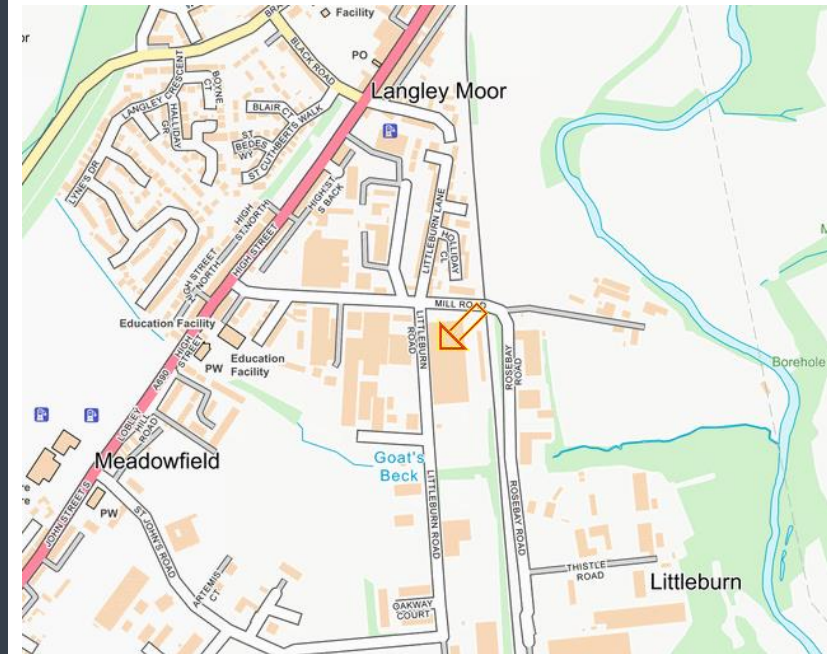 Facility
PO
BLACK ROAD
Langley Moor
BOYNE
CT
LANGLEY CRESCENT
HALLIDAY
GR
BLAIR CT
ST
BEDES
WY
ST CUTHBERTS WALK
LYNE'S DR
HIGH ST
S BACK
HIGH
ST. NORTH
HIGH STREET
LITTLEBURN LANE
HOLLIDAY
CL
NORTH
MILL ROAD
Education Facility
HIGH
STREET
Education
Facility
PW
LITTLEBURN
ROAD
ROSEBAY
ROAD
Borehole
A690
LOBLEY
HILL
ROAD
Meadowfield
Goat's
Beck
JOHN STREET S
PW
ST JOHN'S ROAD
LITTLEBURN ROAD
ROSEBAY ROAD
THISTLE
ROAD
Littleburn
ARTEMIS
CT
OAKWAY
COURT